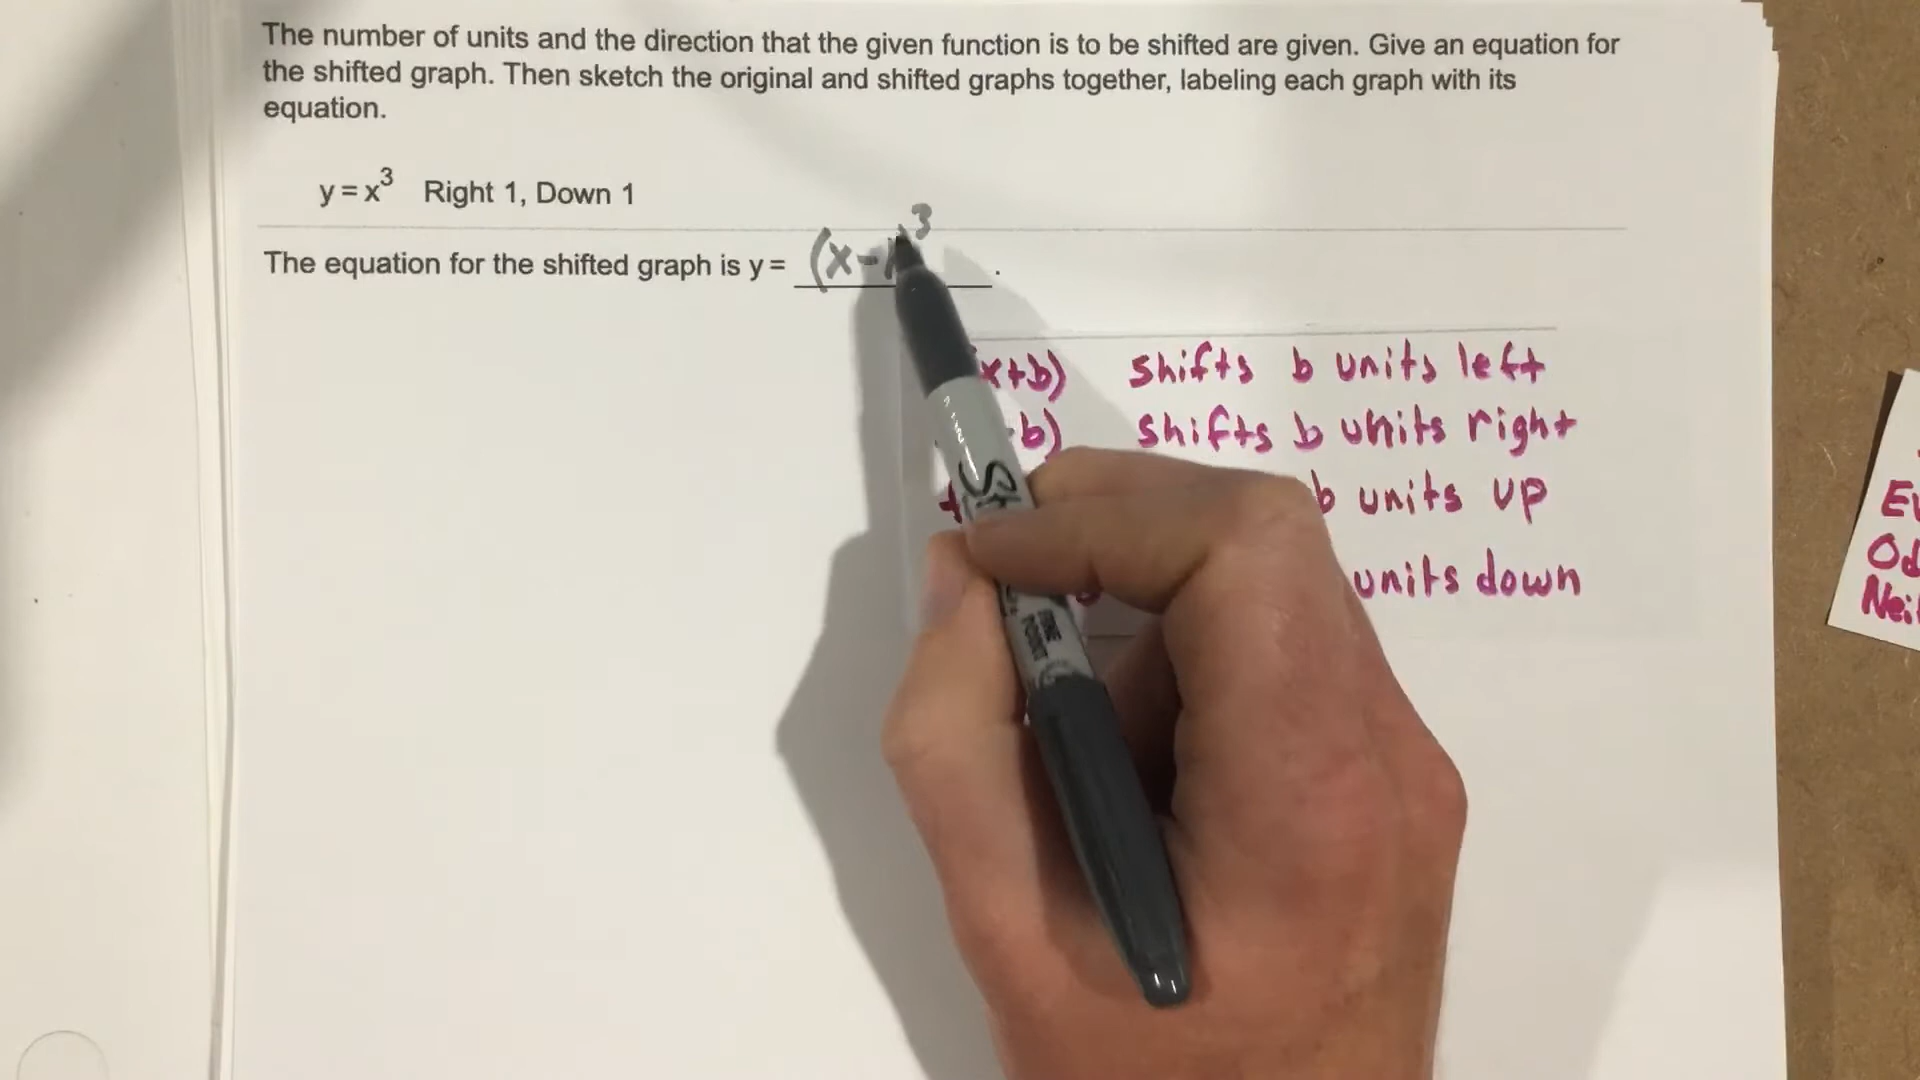 The number of units and the direction that the given function is to be shifted are given. Give an equation for
the shifted graph. Then sketch the original and shifted graphs together, labeling each graph with its
equation.
y = x³ Right 1, Down 1
The equation for the shifted graph is y = (x-1)³ .
x+b) shifts b units left
b) shifts b units right
b units up
units down
FINE
POINT